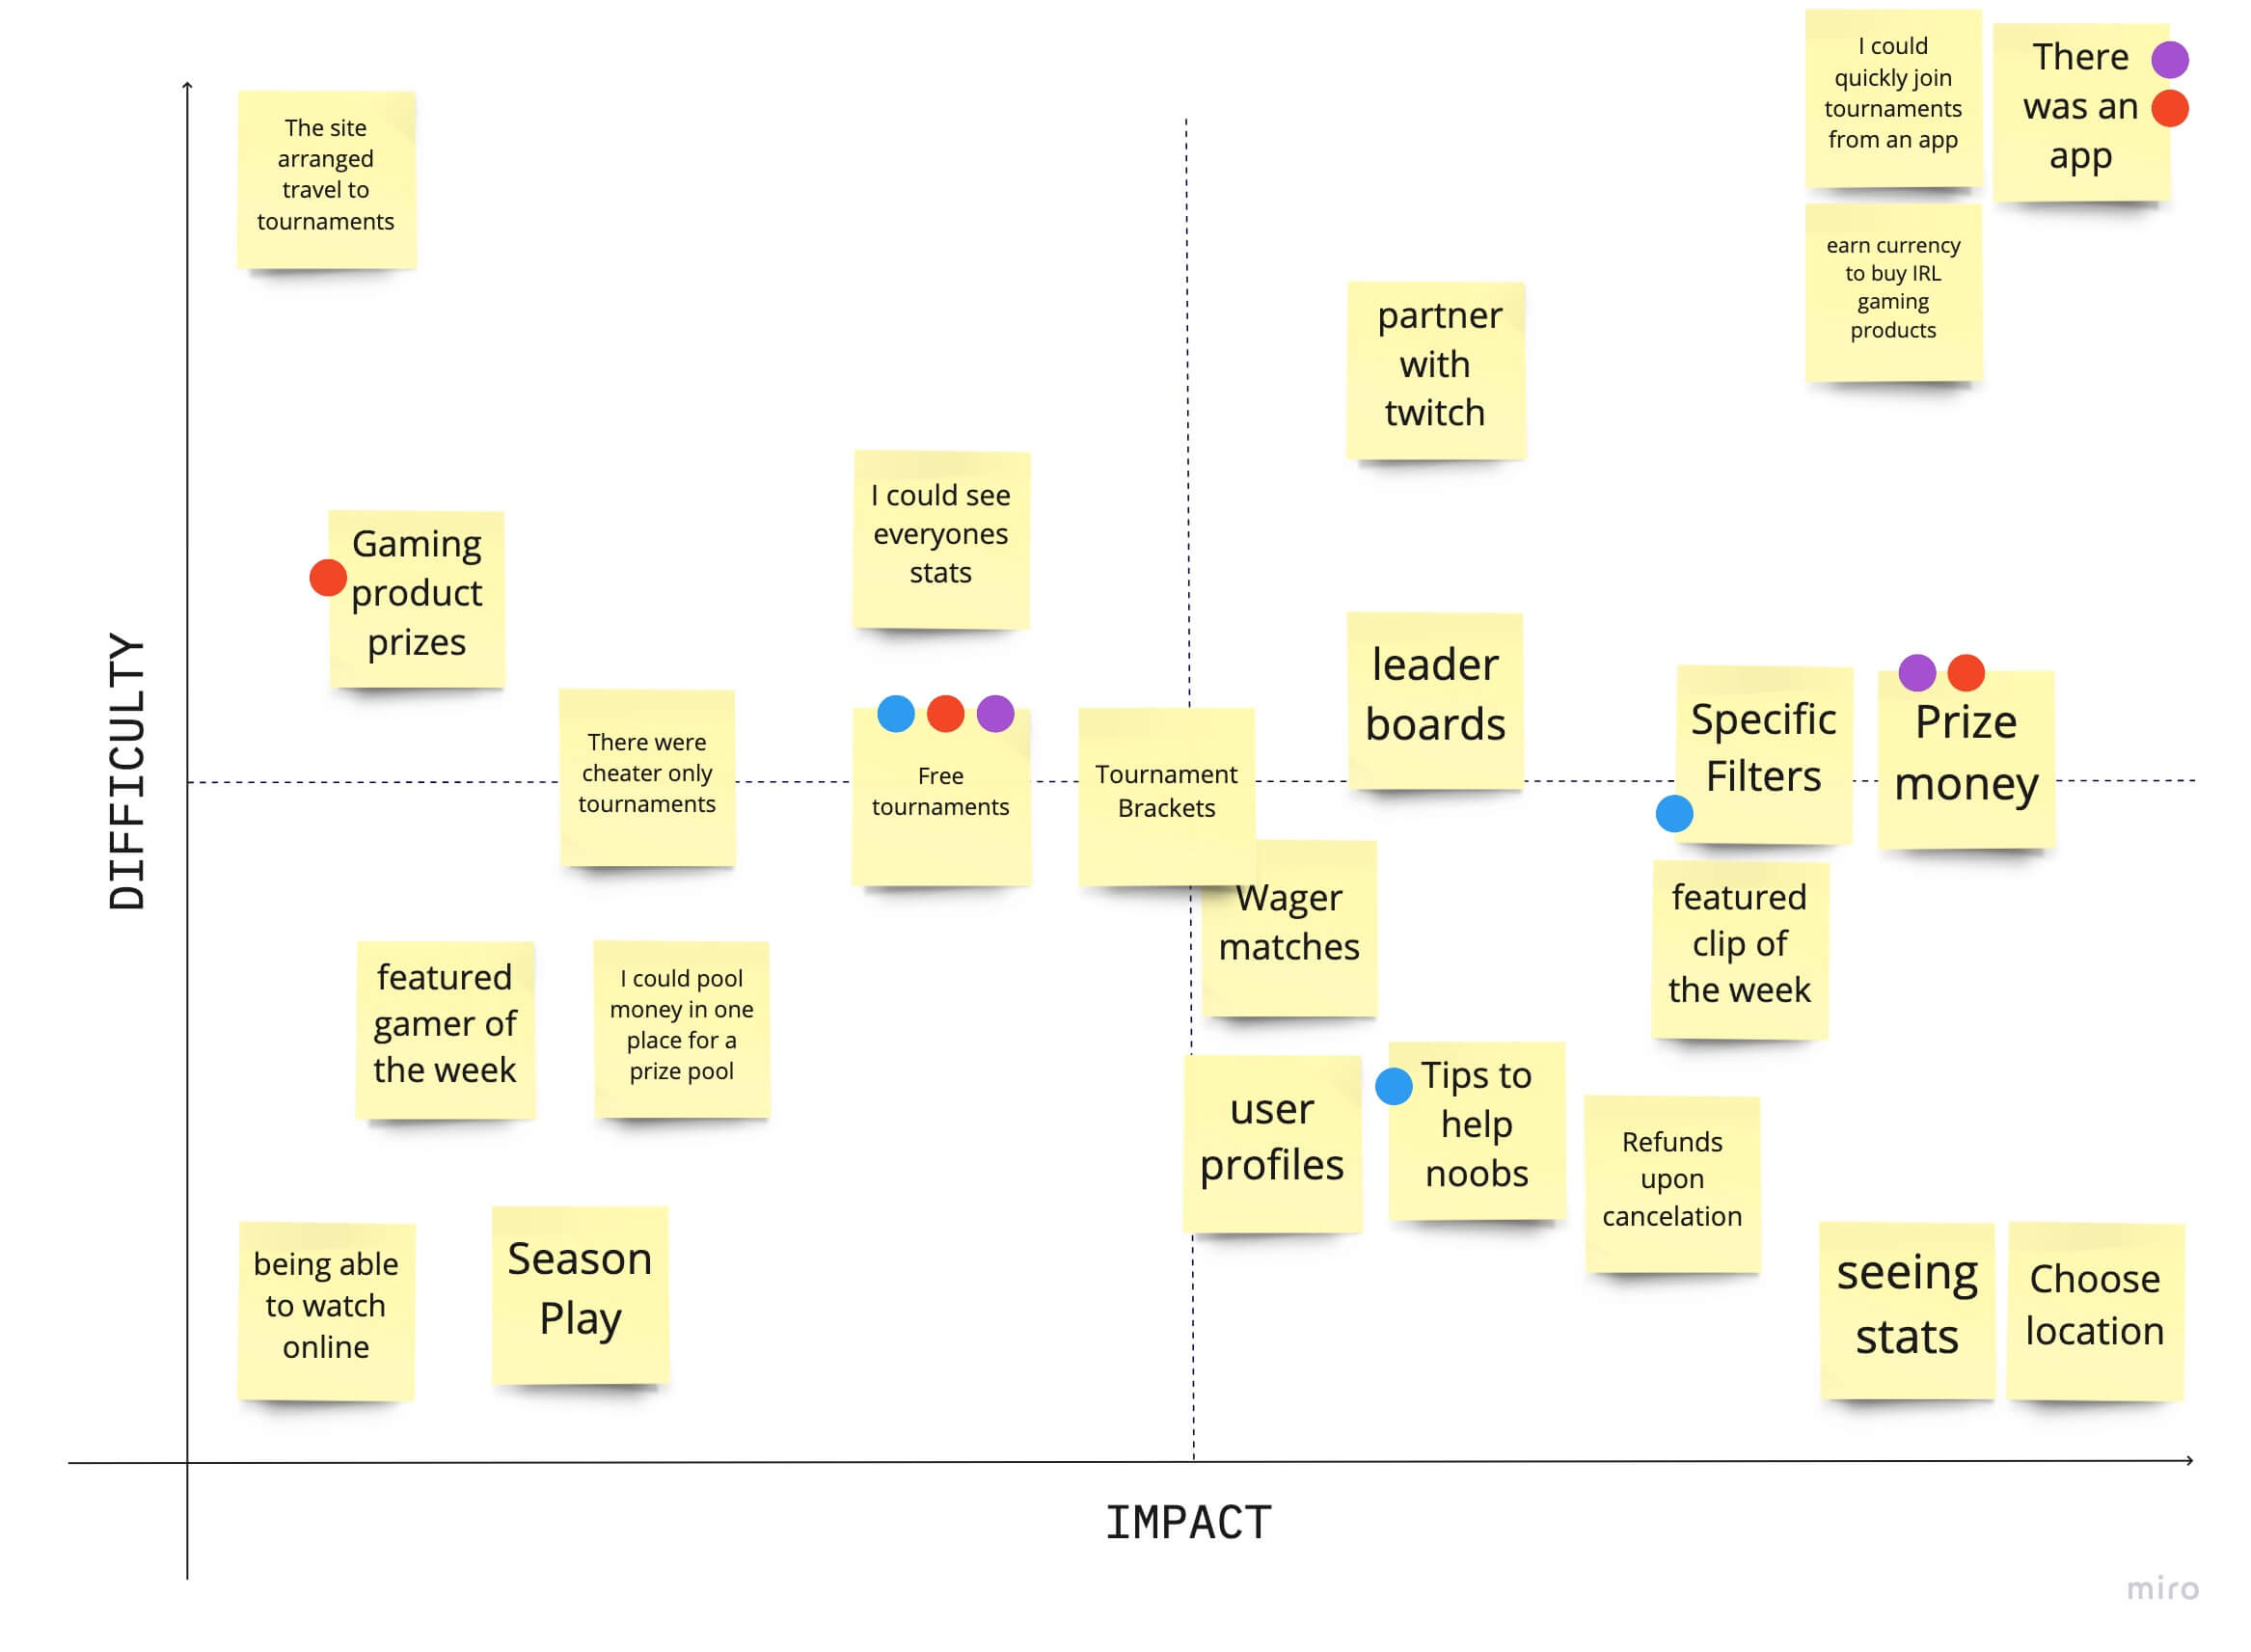 I could
quickly join
tournaments
from an app
There
was an
app
The site
arranged
travel to
tournaments
earn currency
to buy IRL
gaming
products
partner
with
twitch
I could see
everyones
stats
Gaming
product
prizes
leader
boards
Specific
Filters
Prize
money
There were
cheater only
tournaments
Free
tournaments
Tournament
Brackets
DIFFICULTY
Wager
matches
featured
clip of
the week
featured
gamer of
the week
I could pool
money in one
place for a
prize pool
user
profiles
Tips to
help
noobs
Refunds
upon
cancelation
being able
to watch
online
Season
Play
seeing
stats
Choose
location
IMPACT
miro